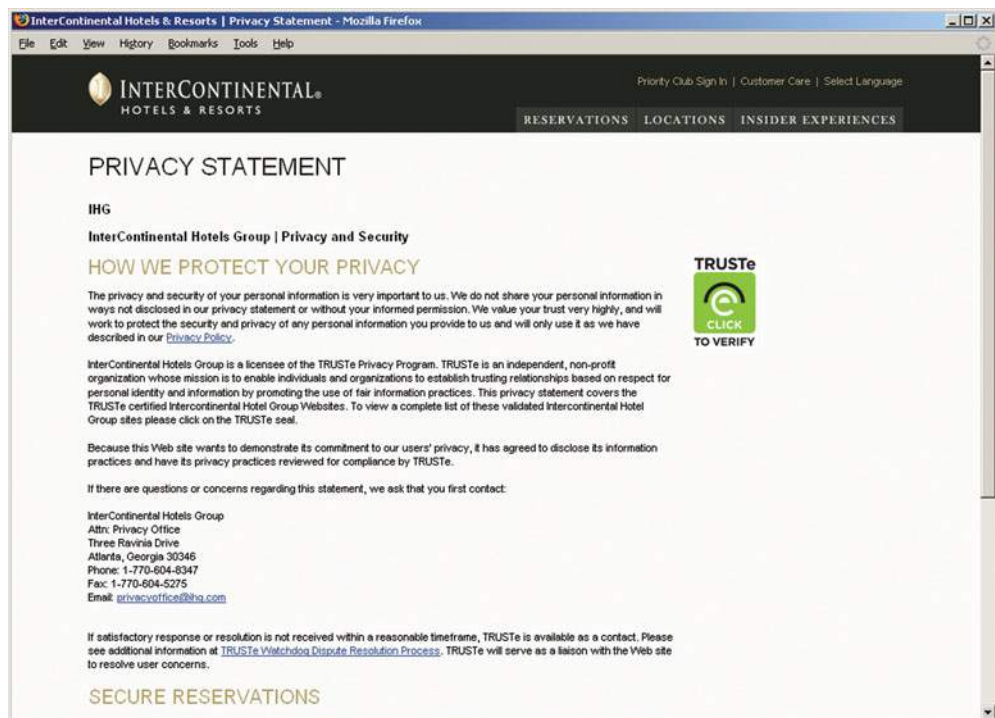 InterContinental Hotels & Resorts | Privacy Statement - Mozilla Firefox
File Edit View History Bookmarks Tools Help
INTERCONTINENTAL®
HOTELS & RESORTS
Priority Club Sign In | Customer Care | Select Language
RESERVATIONS LOCATIONS INSIDER EXPERIENCES
PRIVACY STATEMENT
IHG
InterContinental Hotels Group | Privacy and Security
HOW WE PROTECT YOUR PRIVACY
The privacy and security of your personal information is very important to us. We do not share your personal information in
ways not disclosed in our privacy statement or without your informed permission. We value your trust very highly, and will
work to protect the security and privacy of any personal information you provide to us and will only use it as we have
described in our Privacy Policy.
InterContinental Hotels Group is a licensee of the TRUSTe Privacy Program. TRUSTe is an independent, non-profit
organization whose mission is to enable individuals and organizations to establish trusting relationships based on respect for
personal identity and information by promoting the use of fair information practices. This privacy statement covers the
TRUSTe certified Intercontinental Hotel Group Websites. To view a complete list of these validated Intercontinental Hotel
Group sites please click on the TRUSTe seal.
Because this Web site wants to demonstrate its commitment to our users' privacy, it has agreed to disclose its information
practices and have its privacy practices reviewed for compliance by TRUSTe.
If there are questions or concerns regarding this statement, we ask that you first contact:
InterContinental Hotels Group
Attn: Privacy Office
Three Ravinia Drive
Atlanta, Georgia 30346
Phone: 1-770-604-8347
Fax: 1-770-604-5275
Email: privacyoffice@ihg.com
If satisfactory response or resolution is not received within a reasonable timeframe, TRUSTe is available as a contact. Please
see additional information at TRUSTe Watchdog Dispute Resolution Process. TRUSTe will serve as a liaison with the Web site
to resolve user concerns.
SECURE RESERVATIONS
TRUSTe
e
CLICK
TO VERIFY